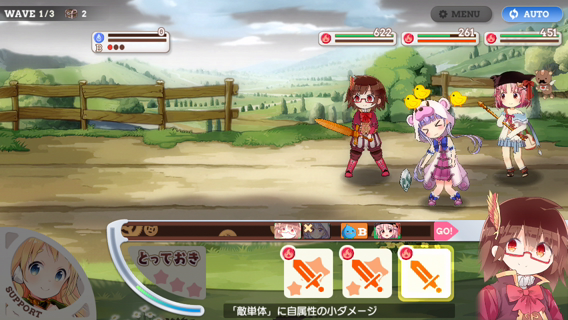 WAVE 1/3 2
MENU
AUTO
0
B
622
261
451
B
GO!
とっておき
SUPPORT
「敵単体」に自属性の小ダメージ